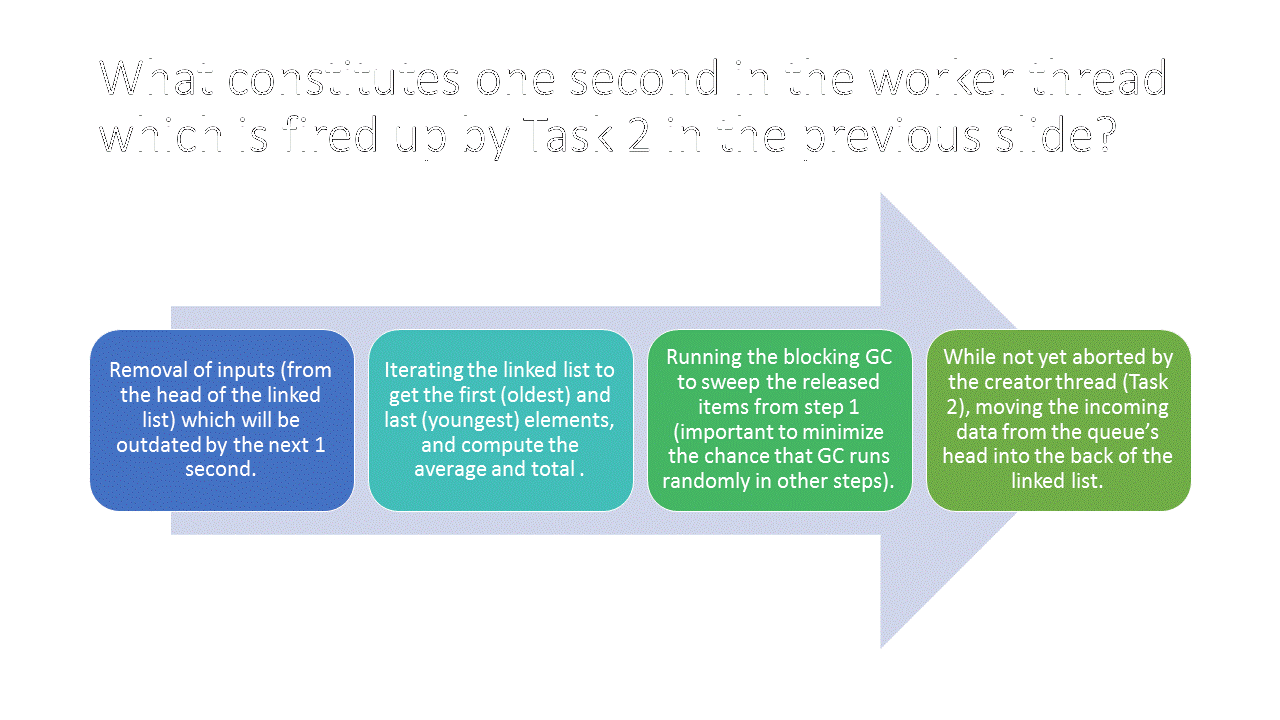 What constitutes one second in the worker thread
which is fired up by Task 2 in the previous slide?
Removal of inputs (from
the head of the linked
list) which will be
outdated by the next 1
second.
Iterating the linked list to
get the first (oldest) and
last (youngest) elements,
and compute the
average and total .
Running the blocking GC
to sweep the released
items from step 1
(important to minimize
the chance that GC runs
randomly in other steps).
While not yet aborted by
the creator thread (Task
2), moving the incoming
data from the queue’s
head into the back of the
linked list.